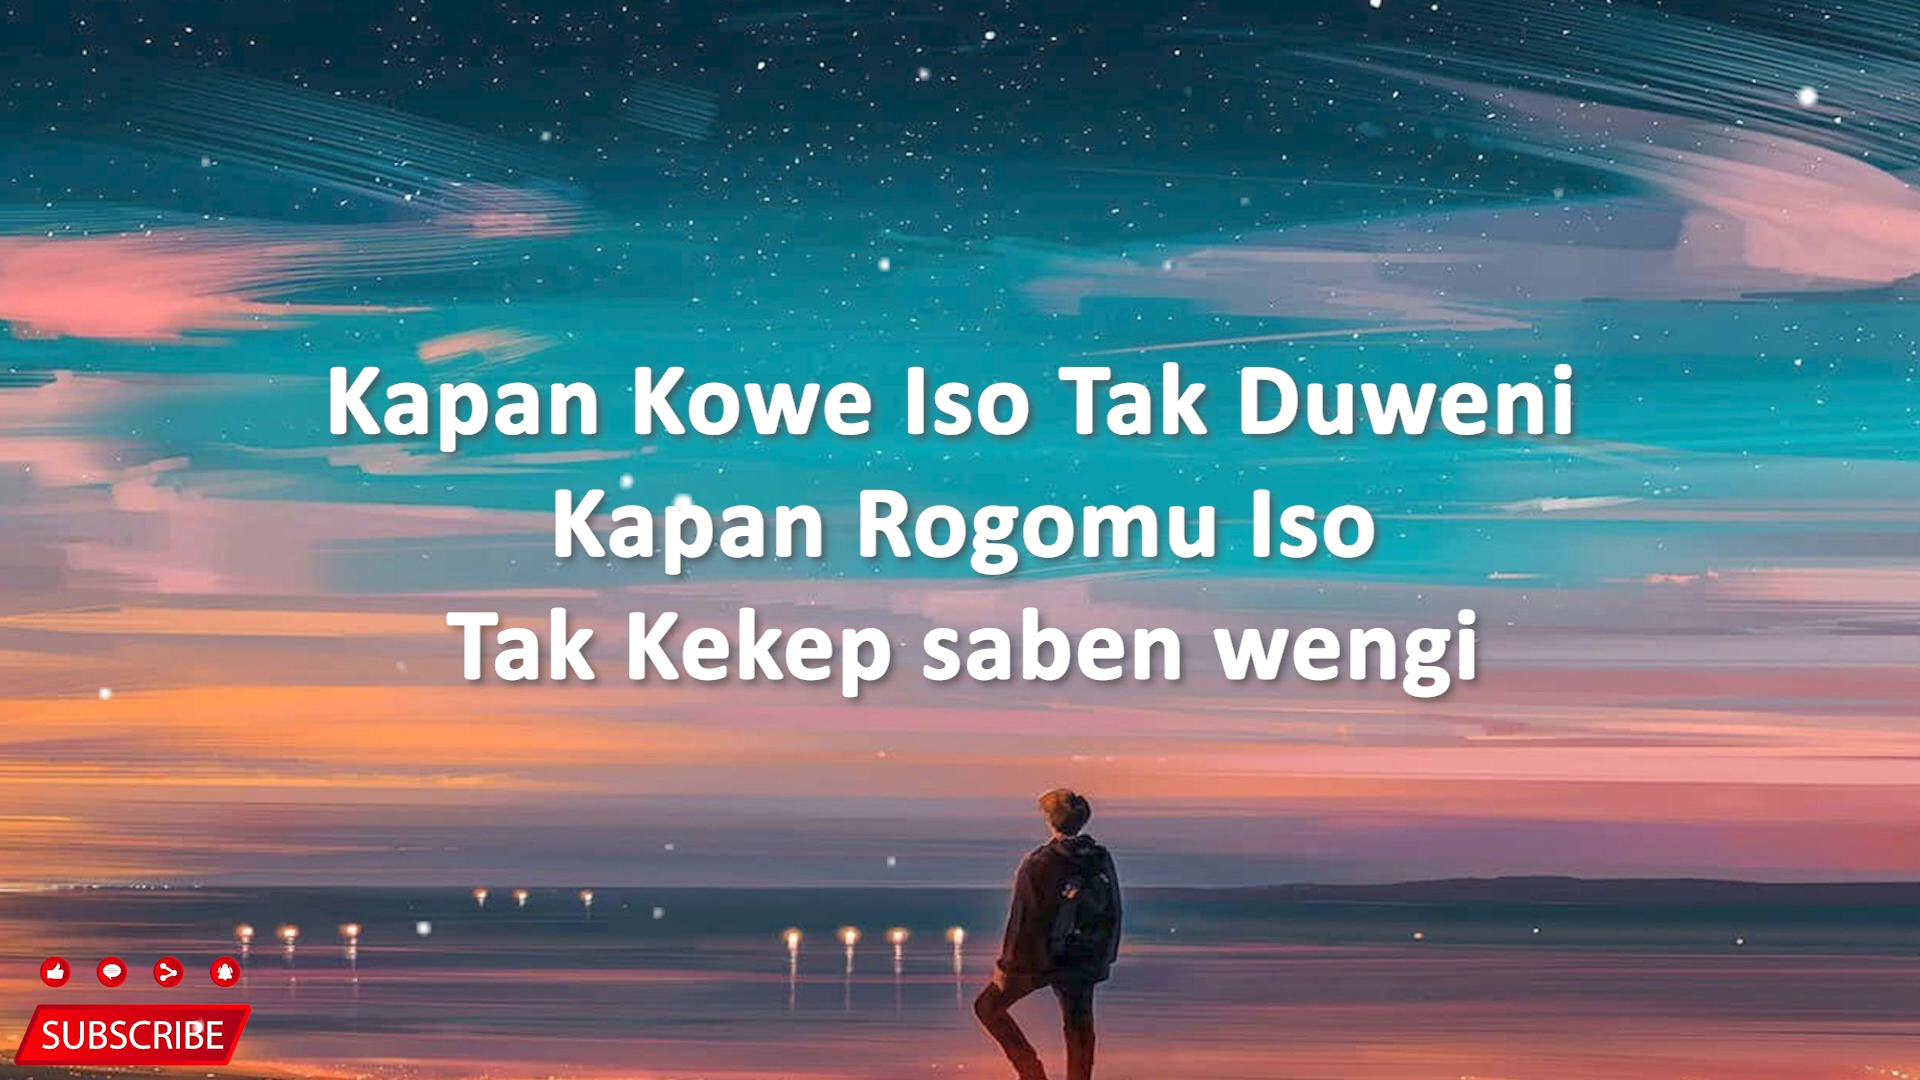 Kapan Kowe Iso Tak Duweni
Kapan Rogomu Iso
Tak Kekep saben wengi
SUBSCRIBE